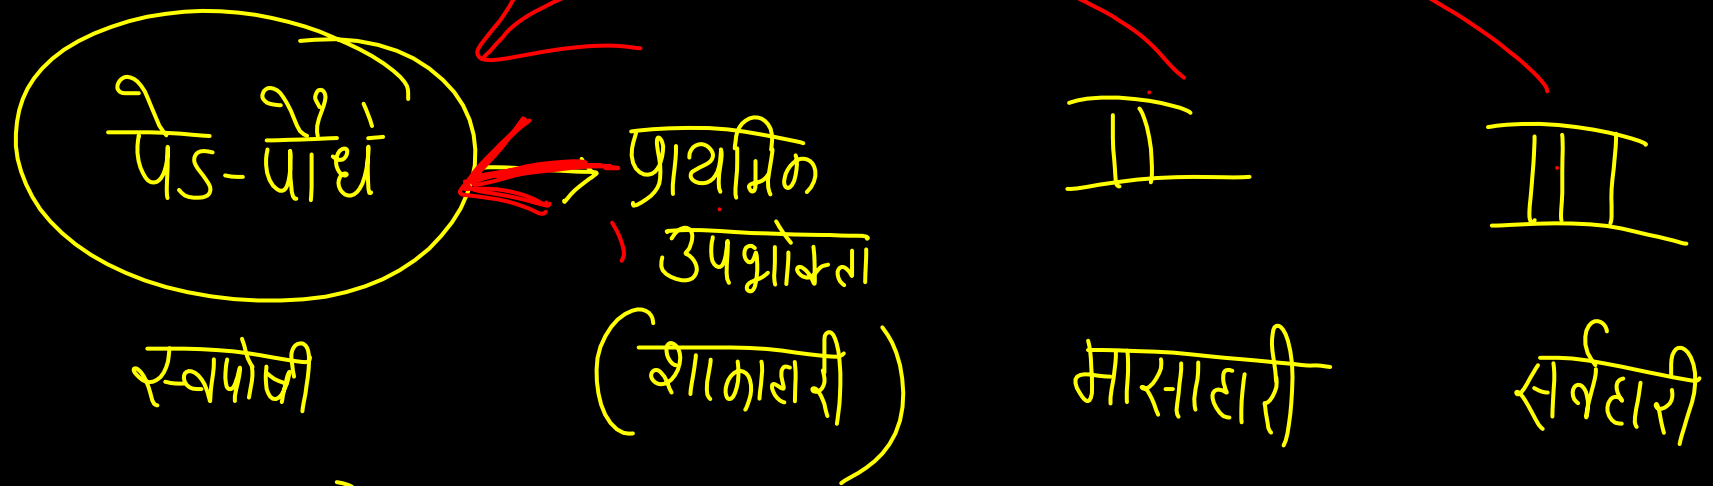 पेड़-पौधे
प्राथमिक
उपभोक्ता
II
III
स्वपोषी
(शाकाहारी)
मासाहारी
सर्वहारी